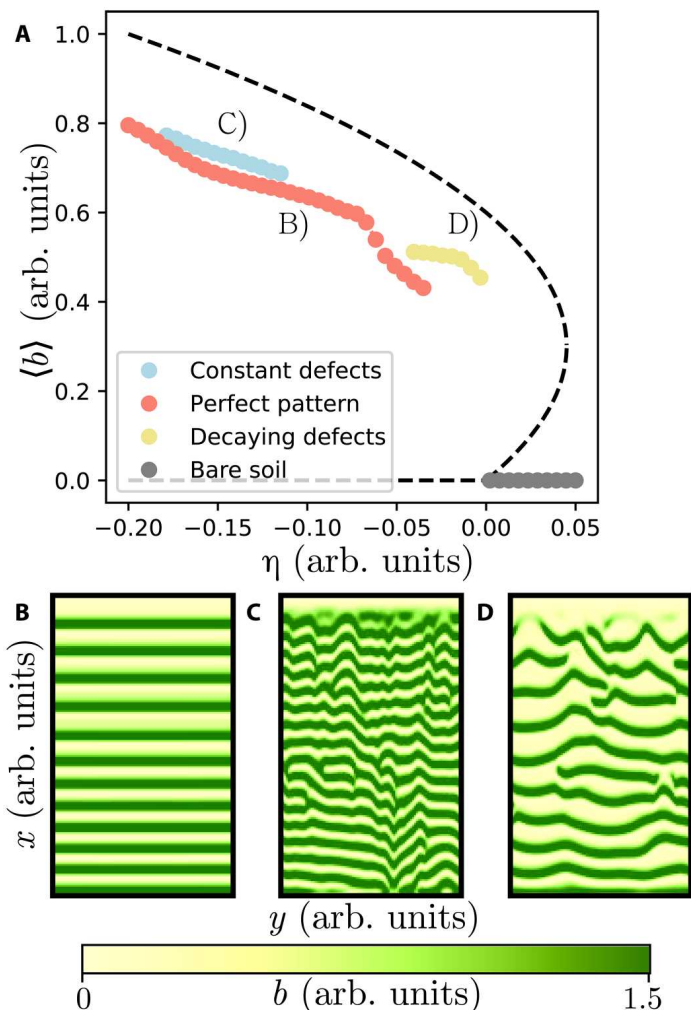 A
1.0
0.8
0.6
0.4
0.2
0.0
⟨b⟩ (arb. units)
C)
B)
D)
Constant defects
Perfect pattern
Decaying defects
Bare soil
−0.20 −0.15 −0.10 −0.05 0.00 0.05
η (arb. units)
B C D
x (arb. units)
y (arb. units)
0 b (arb. units) 1.5